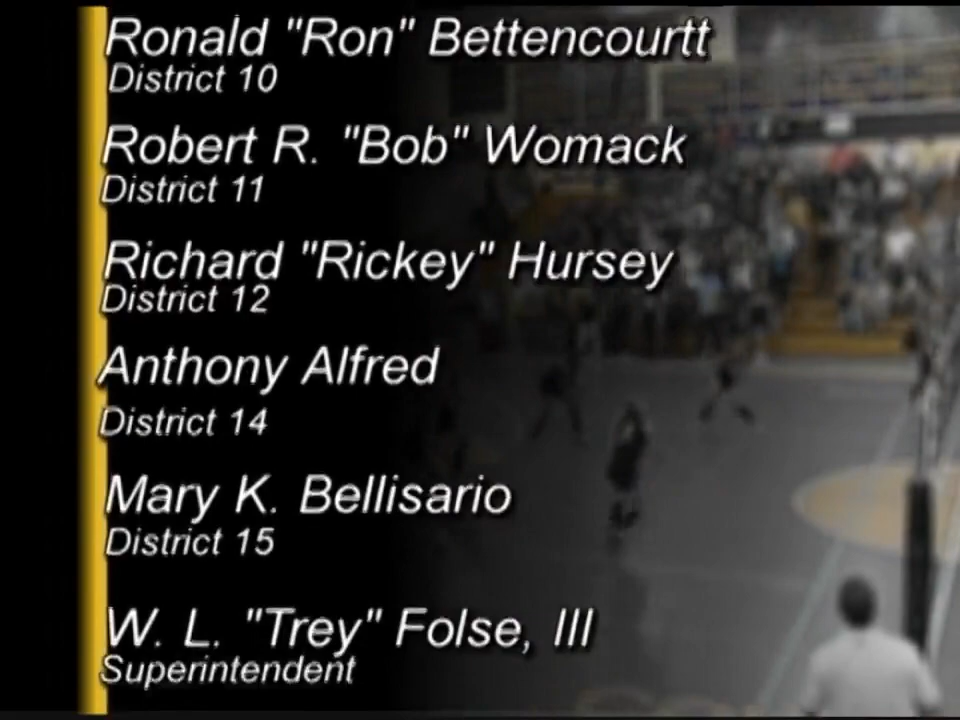 Ronald "Ron" Bettencourtt
District 10
Robert R. "Bob" Womack
District 11
Richard "Rickey" Hursey
District 12
Anthony Alfred
District 14
Mary K. Bellisario
District 15
W. L. "Trey" Folse, III
Superintendent